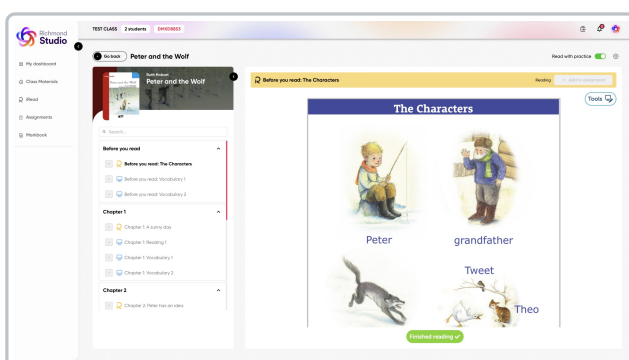 Richmond
Studio
My dashboard
Class Materials
iRead
Assignments
Markbook
TEST CLASS
2 students
Go back
Peter and the Wolf
Read with practice
Ruth Hobart
Peter and the Wolf
Search...
Before you read
Before you read: The Characters
Before you read: Vocabulary 1
Before you read: Vocabulary 2
Chapter 1
Chapter 1: A sunny day
Chapter 1: Reading 1
Chapter 1: Vocabulary 1
Chapter 1: Vocabulary 2
Chapter 2
Chapter 2: Peter has an idea
Before you read: The Characters
Reading
+ Add to assignment
Tools
The Characters
Peter
grandfather
Tweet
Theo
Finished reading